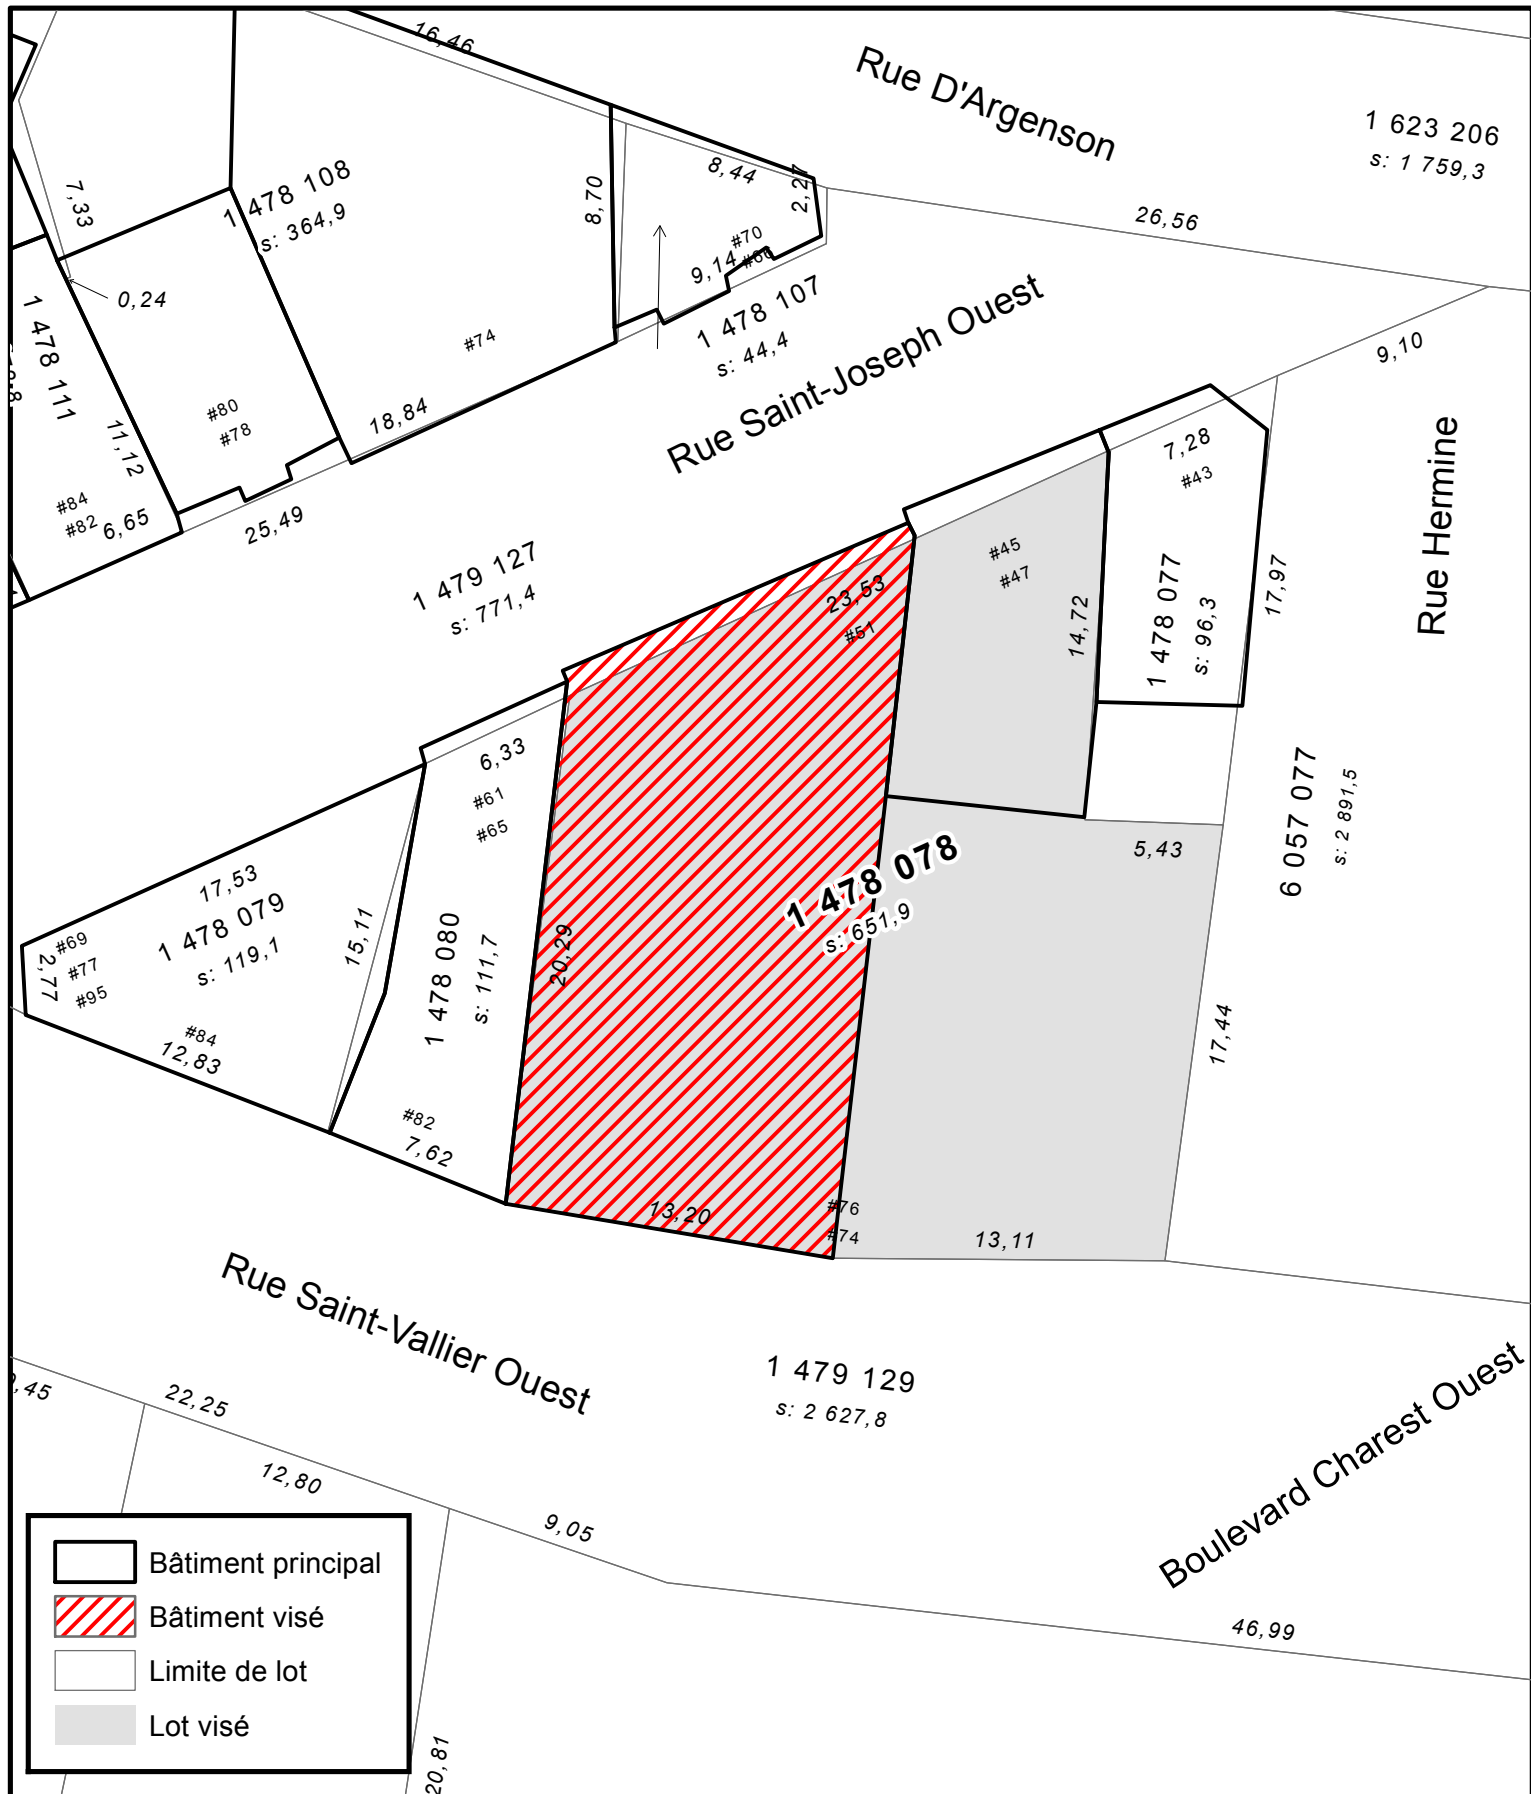 16,46
Rue D'Argenson
1 623 206
s: 1 759,3
7,33
1 478 108
s: 364,9
8,70
8,44
2,27
26,56
#70
#66
9,14
0,24
1 478 107
s: 44,4
1 478 111
#74
Rue Saint-Joseph Ouest
9,10
#80
#78
18,84
11,12
#84
#82
6,65
25,49
7,28
#43
Rue Hermine
1 479 127
s: 771,4
23,53
#51
#45
#47
14,72
1 478 077
s: 96,3
17,97
6,33
#61
#65
6 057 077
s: 2 891,5
1 478 078
s: 651,9
5,43
17,53
1 478 079
s: 119,1
#69
#77
#95
2,77
15,11
1 478 080
s: 111,7
20,29
17,44
#84
12,83
#82
7,62
13,20
#76
#74
13,11
Rue Saint-Vallier Ouest
1 479 129
s: 2 627,8
Boulevard Charest Ouest
,45
22,25
12,80
9,05
46,99
20,81
Bâtiment principal
Bâtiment visé
Limite de lot
Lot visé